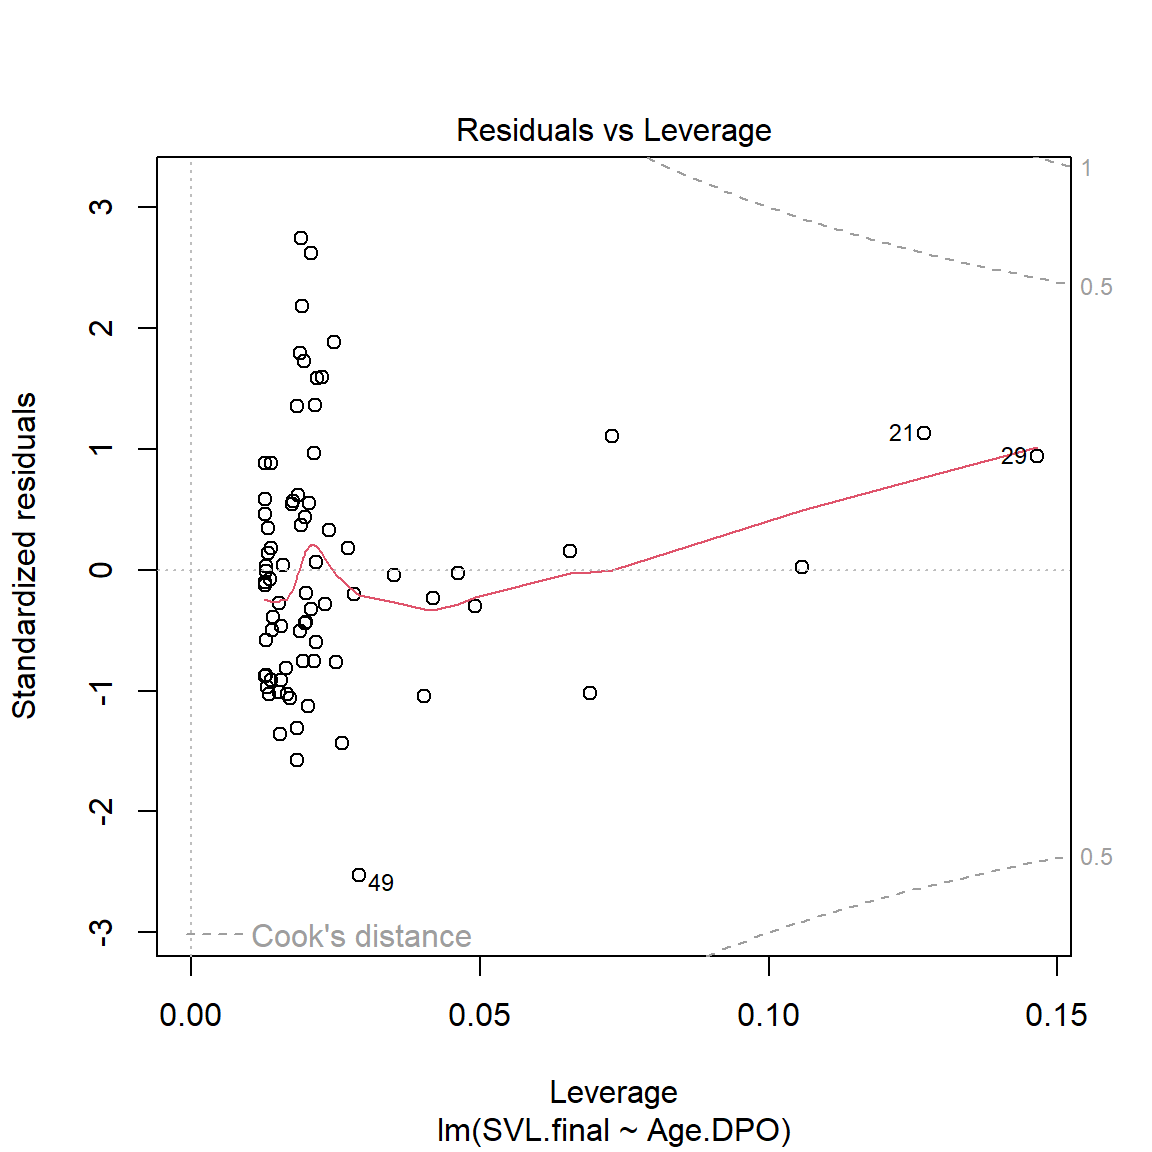 Residuals vs Leverage
Standardized residuals
3
2
1
0
-1
-2
-3
1
0.5
0.5
21
29
49
Cook's distance
0.00 0.05 0.10 0.15
Leverage
lm(SVL.final ~ Age.DPO)